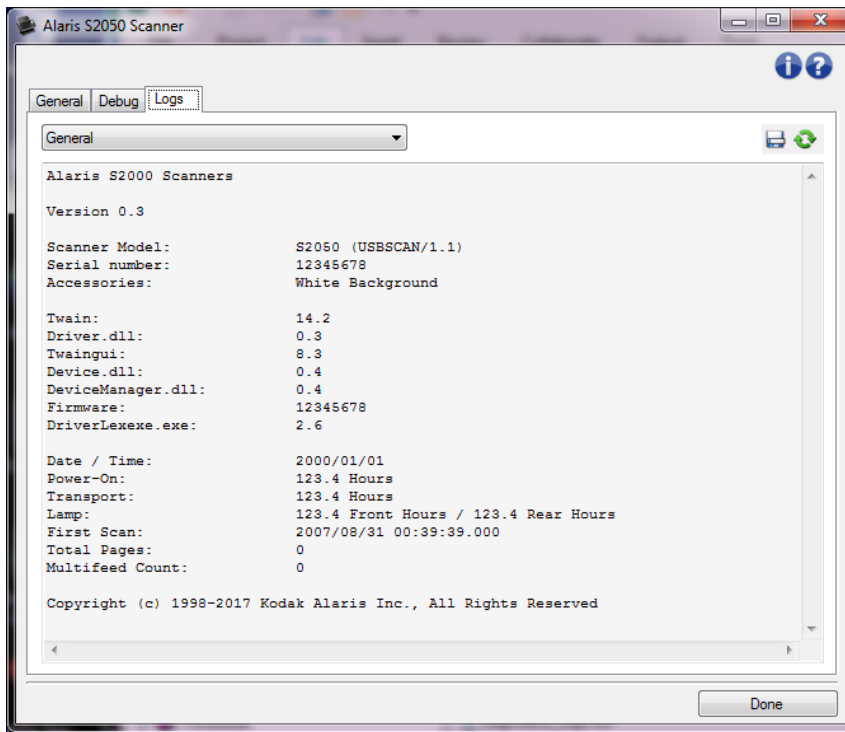 Alaris S2050 Scanner
General Debug Logs
General
Alaris S2000 Scanners
Version 0.3
Scanner Model: S2050 (USBSCAN/1.1)
Serial number: 12345678
Accessories: White Background
Twain: 14.2
Driver.dll: 0.3
Twaingui: 8.3
Device.dll: 0.4
DeviceManager.dll: 0.4
Firmware: 12345678
DriverLexexe.exe: 2.6
Date / Time: 2000/01/01
Power-On: 123.4 Hours
Transport: 123.4 Hours
Lamp: 123.4 Front Hours / 123.4 Rear Hours
First Scan: 2007/08/31 00:39:39.000
Total Pages: 0
Multifeed Count: 0
Copyright (c) 1998-2017 Kodak Alaris Inc., All Rights Reserved
Done